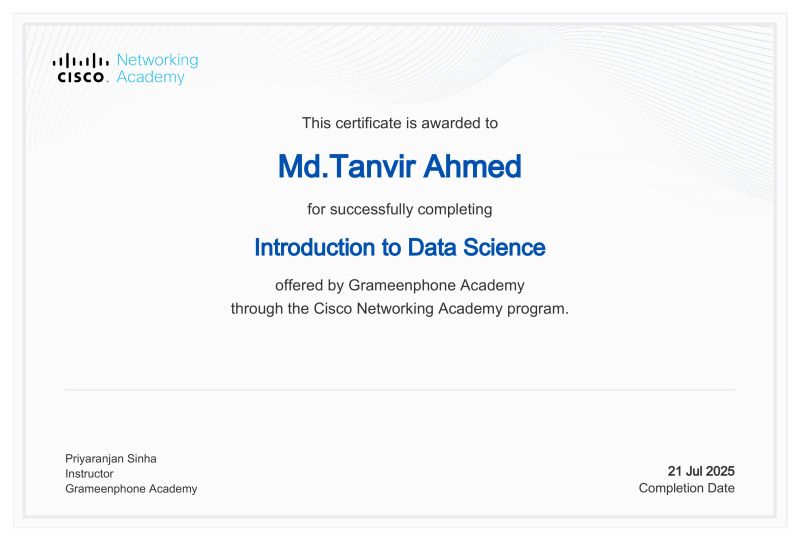 Networking
CISCO. Academy
This certificate is awarded to
Md.Tanvir Ahmed
for successfully completing
Introduction to Data Science
offered by Grameenphone Academy
through the Cisco Networking Academy program.
Priyaranjan Sinha
Instructor
Grameenphone Academy
21 Jul 2025
Completion Date